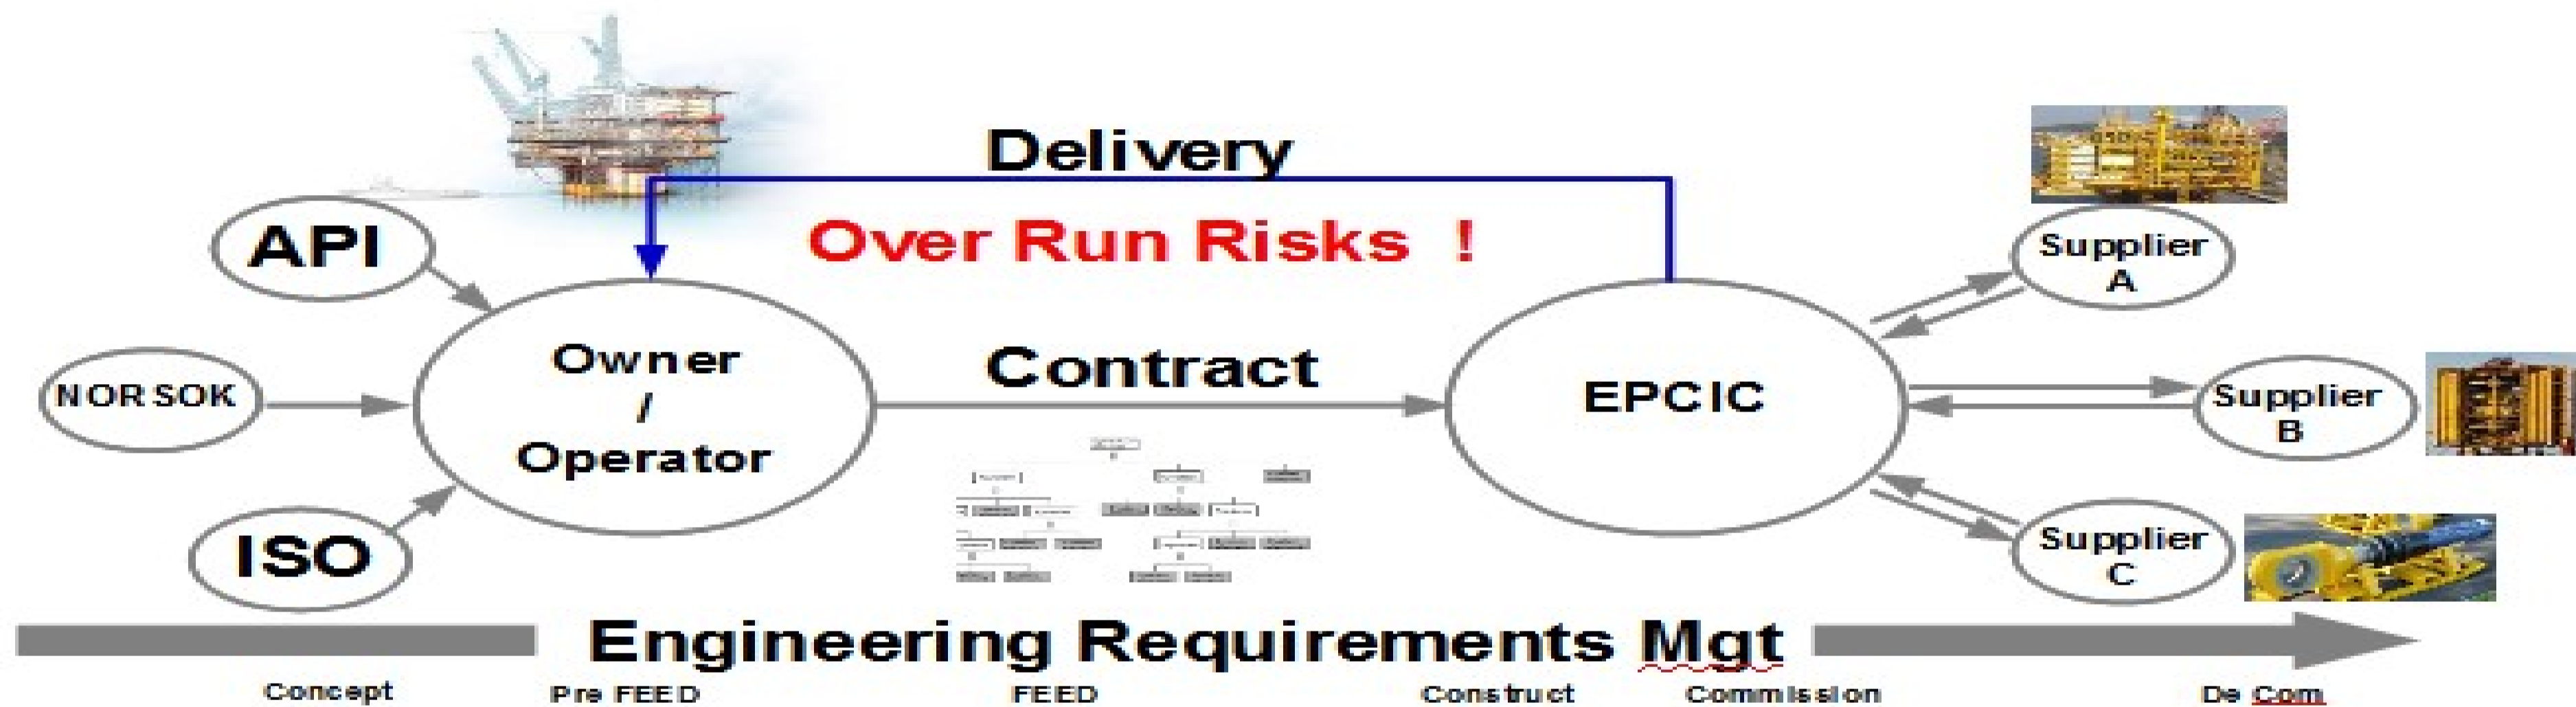 Delivery
Over Run Risks !
API
NORSOK
ISO
Owner
/
Operator
Contract
EPCIC
Supplier
A
Supplier
B
Supplier
C
Engineering Requirements Mgt
Concept
Pre FEED
FEED
Construct
Commission
De Com